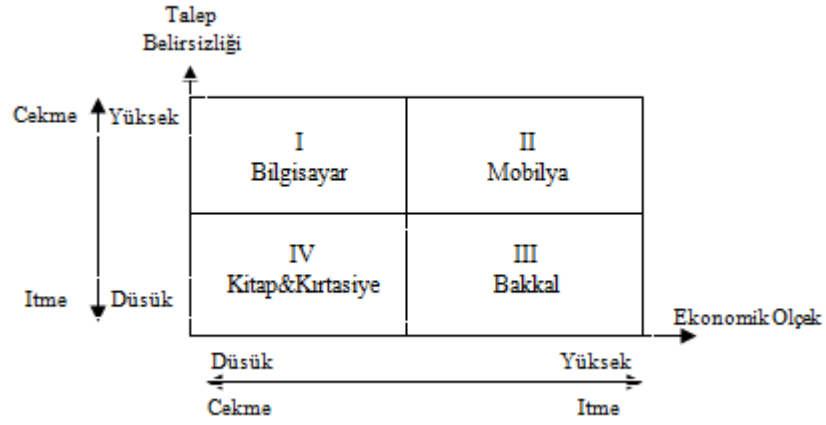 Talep
Belirsizliği
Cekme
Yüksek
I
Bilgisayar
II
Mobilya
IV
Kitap&Kırtasiye
III
Bakkal
Itme
Düsük
Ekonomik Olçek
Düsük
Yüksek
Cekme
Itme